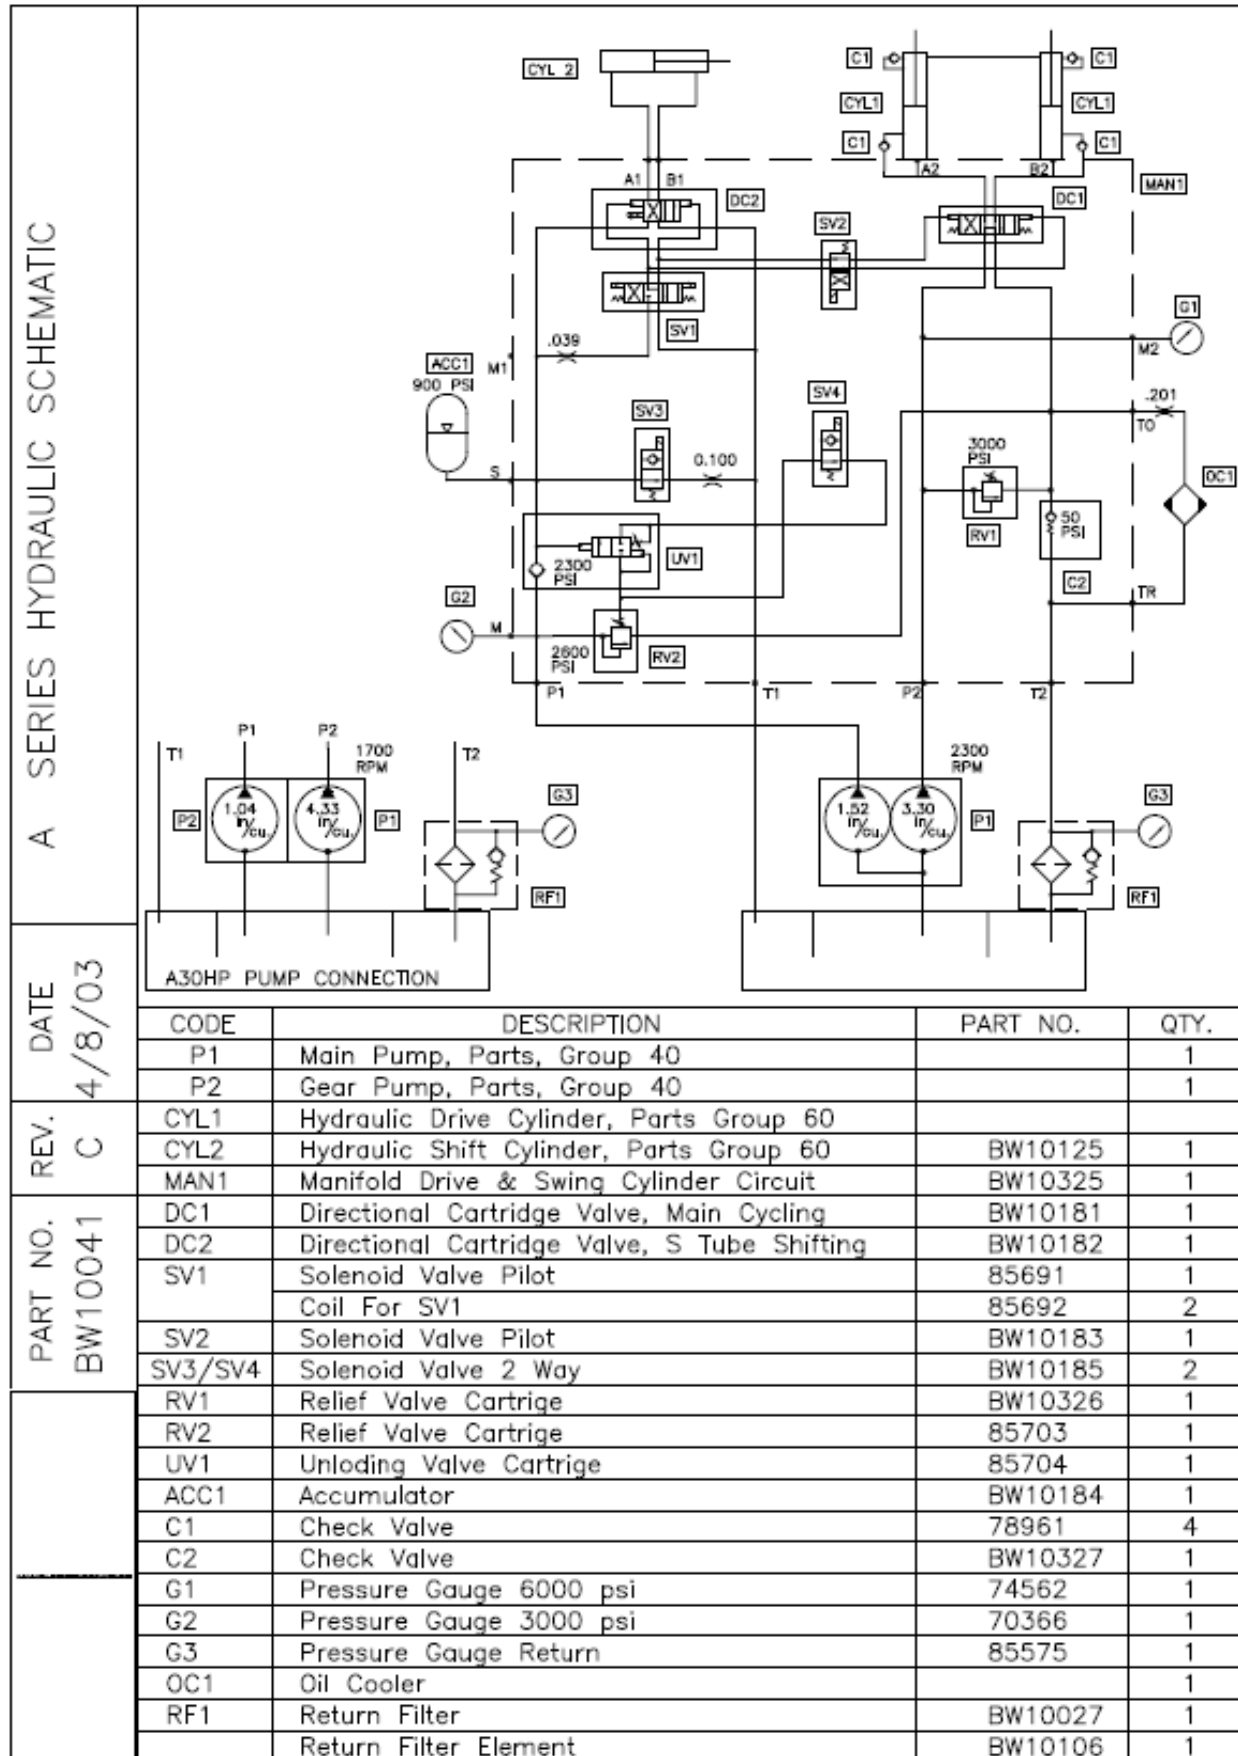 A SERIES HYDRAULIC SCHEMATIC
DATE
4/8/03
REV.
C
PART NO.
BW10041
CYL 2
C1
C1
CYL1
CYL1
C1
C1
A1 B1
A2
B2
MAN1
DC2
DC1
SV2
SV1
G1
M2
.039
ACC1
900 PSI
M1
SV3
SV4
.201
TO
S
0.100
3000
PSI
OC1
RV1
50
PSI
UV1
2300
PSI
C2
TR
G2
M
2600
PSI
RV2
P1
T1
P2
T2
T1
P1
P2
1700
RPM
T2
2300
RPM
G3
G3
P2
1.04
in/cu.
4.33
in/cu.
P1
1.52
in/cu.
3.30
in/cu.
P1
RF1
RF1
A30HP PUMP CONNECTION
CODE DESCRIPTION PART NO. QTY.
P1 Main Pump, Parts, Group 40 1
P2 Gear Pump, Parts, Group 40 1
CYL1 Hydraulic Drive Cylinder, Parts Group 60
CYL2 Hydraulic Shift Cylinder, Parts Group 60 BW10125 1
MAN1 Manifold Drive & Swing Cylinder Circuit BW10325 1
DC1 Directional Cartridge Valve, Main Cycling BW10181 1
DC2 Directional Cartridge Valve, S Tube Shifting BW10182 1
SV1 Solenoid Valve Pilot 85691 1
Coil For SV1 85692 2
SV2 Solenoid Valve Pilot BW10183 1
SV3/SV4 Solenoid Valve 2 Way BW10185 2
RV1 Relief Valve Cartrige BW10326 1
RV2 Relief Valve Cartrige 85703 1
UV1 Unloding Valve Cartrige 85704 1
ACC1 Accumulator BW10184 1
C1 Check Valve 78961 4
C2 Check Valve BW10327 1
G1 Pressure Gauge 6000 psi 74562 1
G2 Pressure Gauge 3000 psi 70366 1
G3 Pressure Gauge Return 85575 1
OC1 Oil Cooler 1
RF1 Return Filter BW10027 1
Return Filter Element BW10106 1